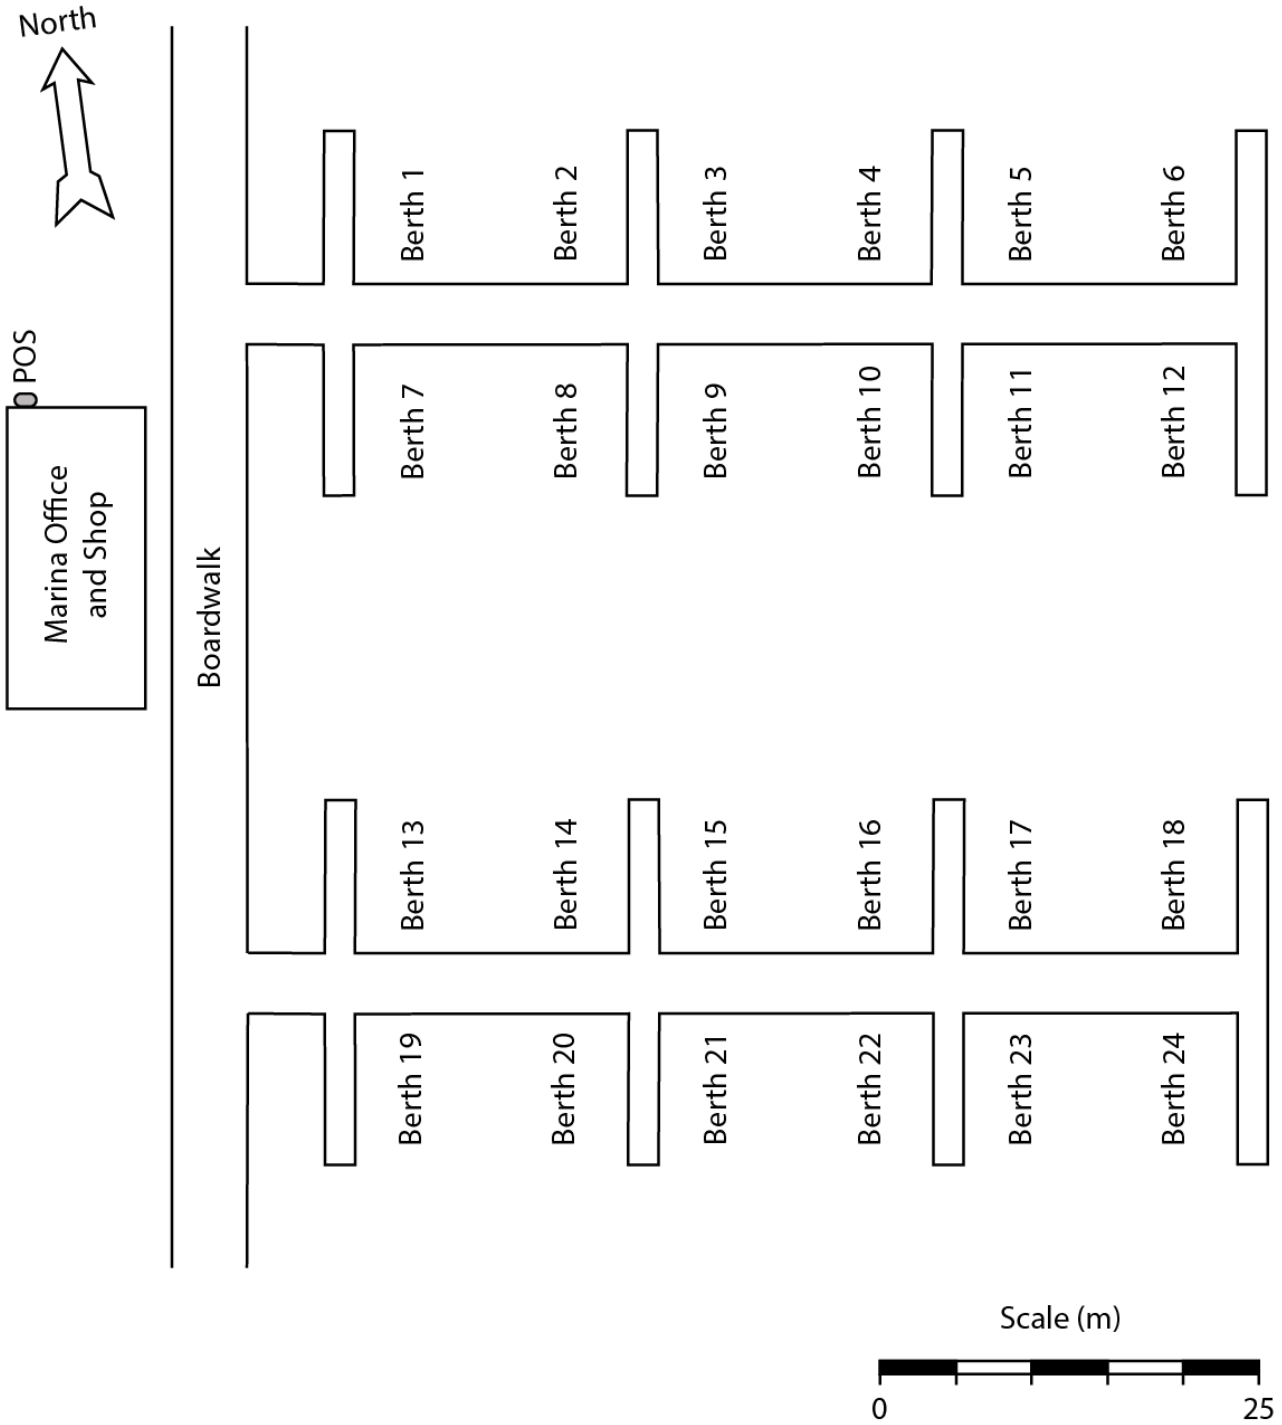 North
Berth 1
Berth 2
Berth 3
Berth 4
Berth 5
Berth 6
POS
Berth 7
Berth 8
Berth 9
Berth 10
Berth 11
Berth 12
Marina Office
and Shop
Boardwalk
Berth 13
Berth 14
Berth 15
Berth 16
Berth 17
Berth 18
Berth 19
Berth 20
Berth 21
Berth 22
Berth 23
Berth 24
Scale (m)
0
25